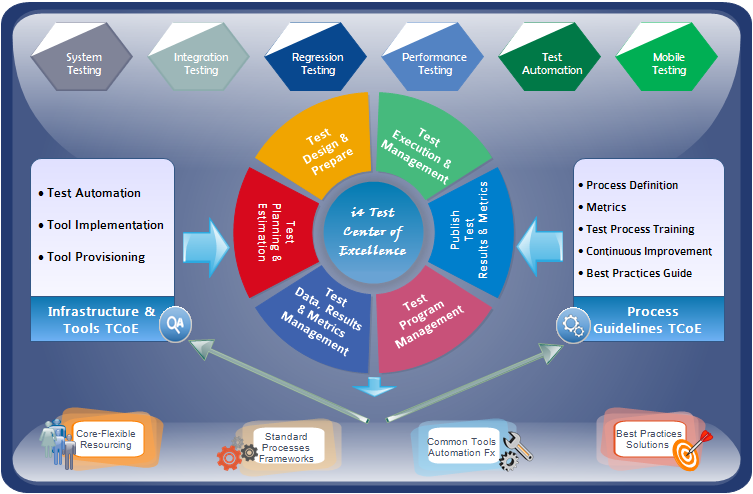 System
Testing
Integration
Testing
Regression
Testing
Performance
Testing
Test
Automation
Mobile
Testing
Test
Design &
Prepare
Test
Execution &
Management
Test
Planning &
Estimation
i4 Test
Center of
Excellence
Publish
Test
Results & Metrics
Test
Data, Results
& Metrics
Management
Test
Program
Management
• Test Automation
• Tool Implementation
• Tool Provisioning
Infrastructure &
Tools TCoE
QA
• Process Definition
• Metrics
• Test Process Training
• Continuous Improvement
• Best Practices Guide
Process
Guidelines TCoE
Core-Flexible
Resourcing
Standard
Processes
Frameworks
Common Tools
Automation Fx
Best Practices
Solutions